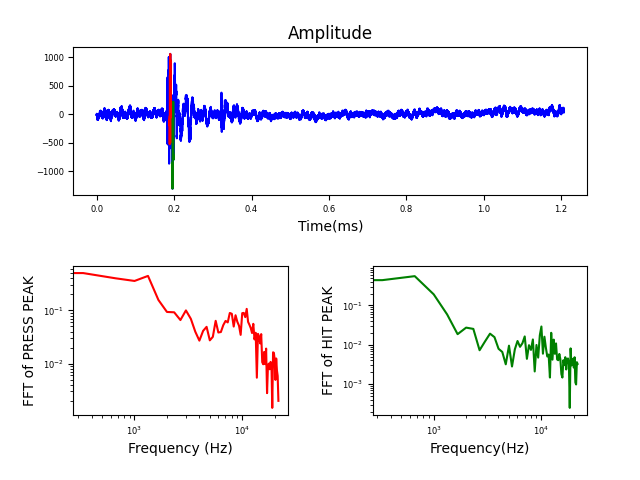 Amplitude
1000
500
0
−500
−1000
0.0 0.2 0.4 0.6 0.8 1.0 1.2
Time(ms)
FFT of PRESS PEAK
10⁻¹
10⁻²
10³ 10⁴
Frequency (Hz)
FFT of HIT PEAK
10⁻¹
10⁻²
10⁻³
10³ 10⁴
Frequency(Hz)